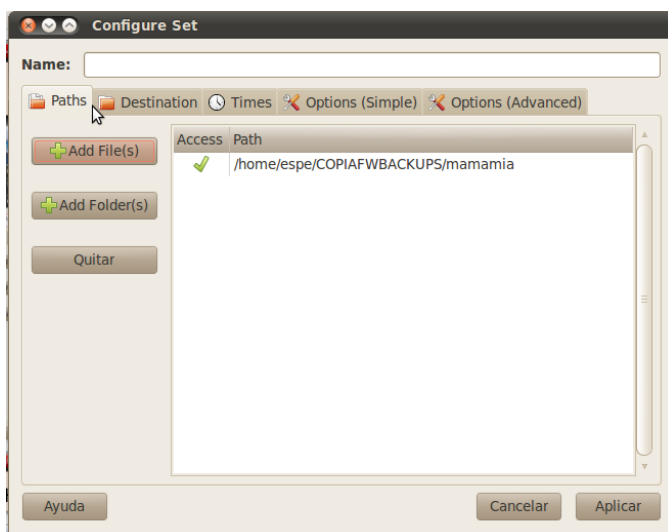 Configure Set
Name:
Paths Destination Times Options (Simple) Options (Advanced)
Add File(s)
Add Folder(s)
Quitar
Access Path
/home/espe/COPIAFWBACKUPS/mamamia
Ayuda Cancelar Aplicar